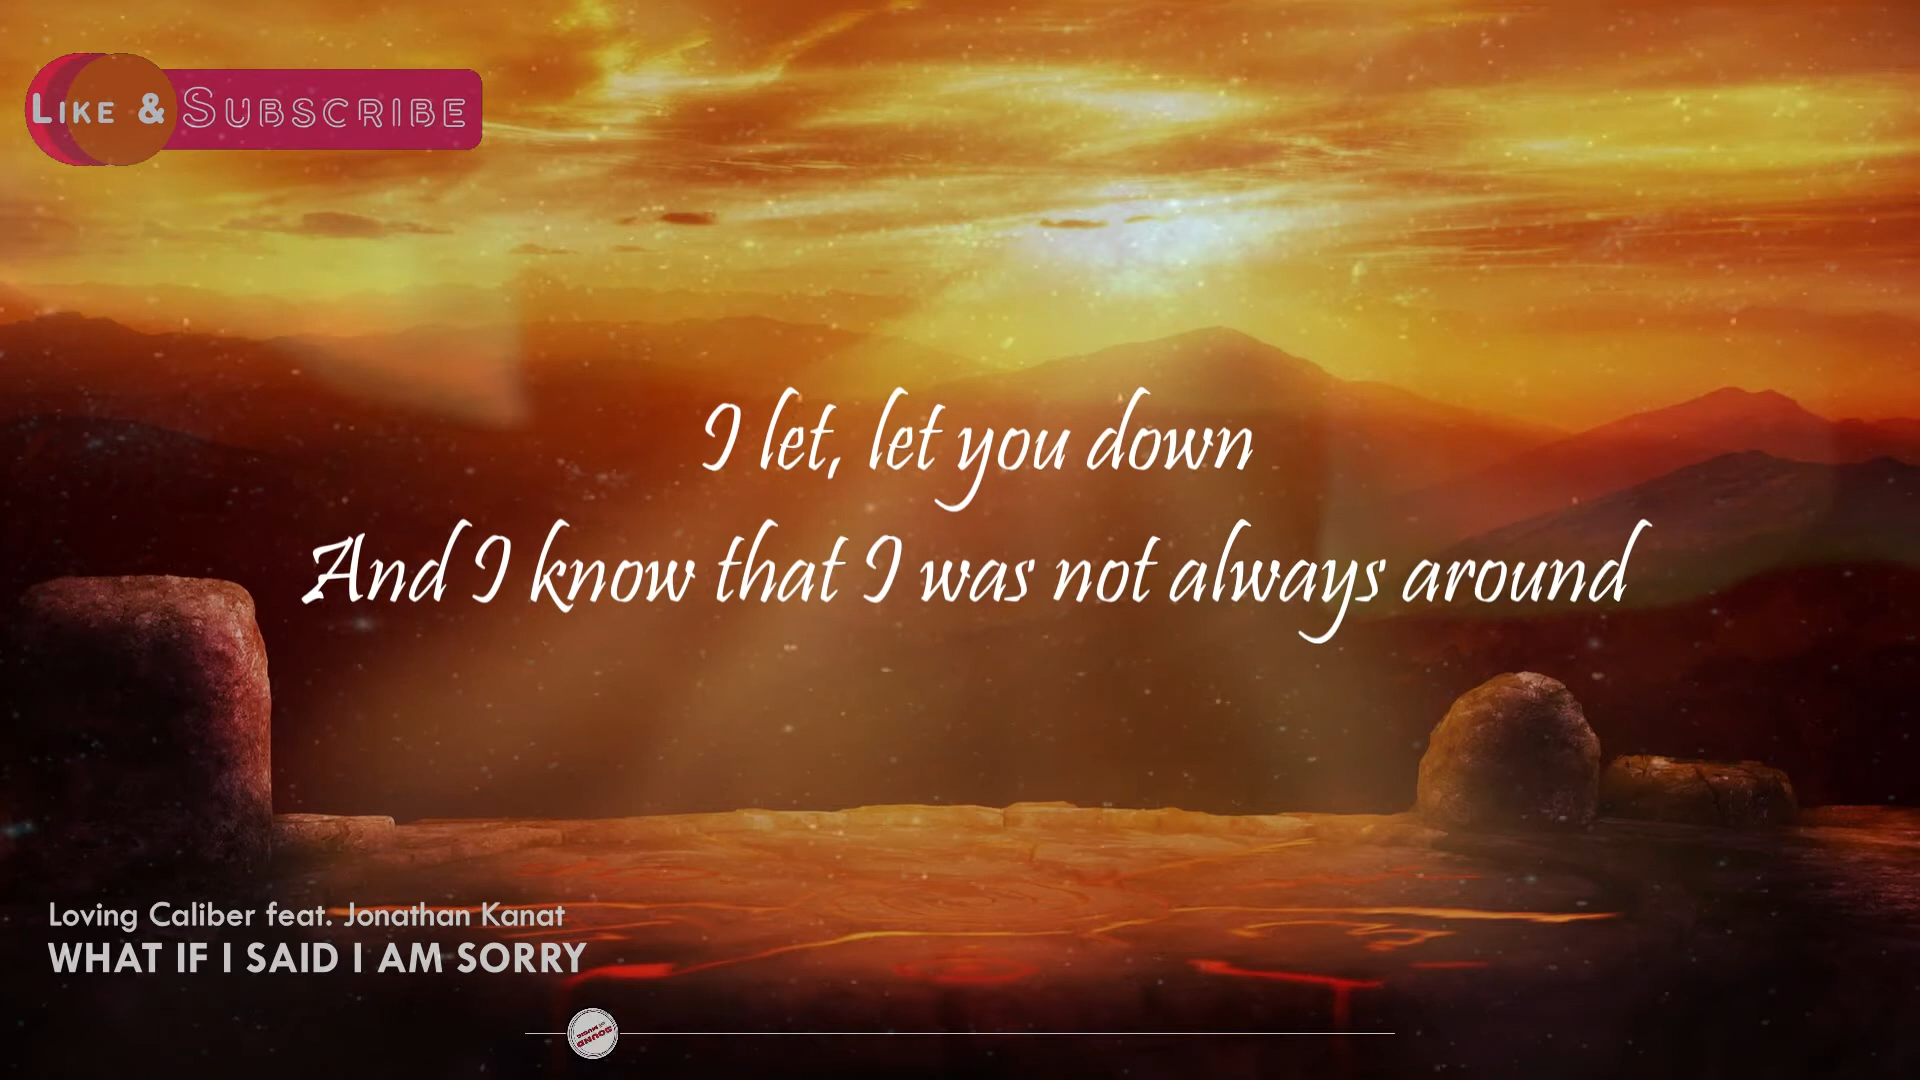 LIKE & SUBSCRIBE
I let, let you down
And I know that I was not always around
Loving Caliber feat. Jonathan Kanat
WHAT IF I SAID I AM SORRY
SOUND